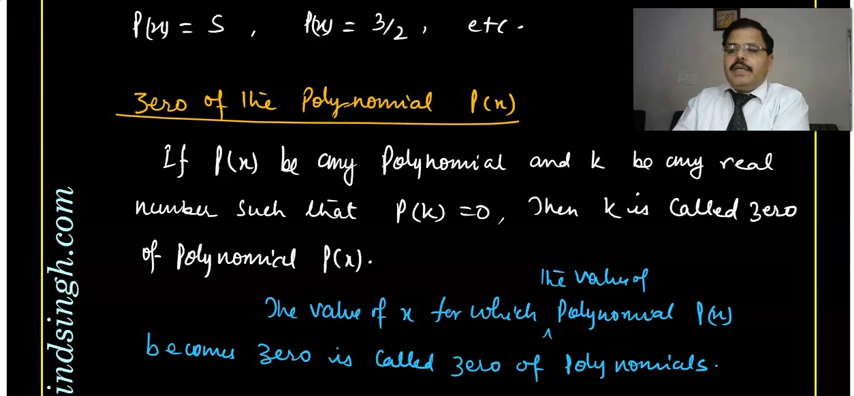 P(x) = 5 , P(x) = 3/2 , etc.
Zero of the Polynomial P(x)
If P(x) be any Polynomial and k be any real
number such that P(k) = 0, Then k is called zero
of Polynomial P(x).
the value of
The value of x for which ^ Polynomial P(x)
becomes zero is called zero of Polynomials.
indsingh.com